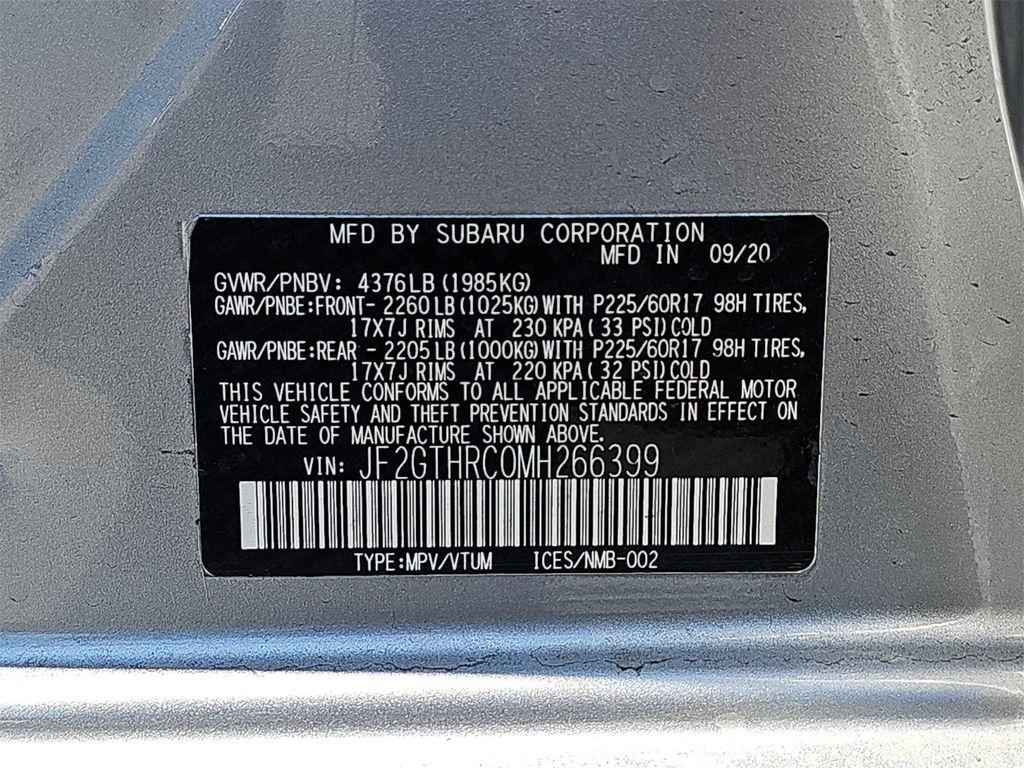 MFD BY SUBARU CORPORATION
MFD IN 09/20
GVWR/PNBV: 4376LB (1985KG)
GAWR/PNBE:FRONT- 2260LB (1025KG)WITH P225/60R17 98H TIRES,
17X7J RIMS AT 230 KPA( 33 PSI)COLD
GAWR/PNBE:REAR - 2205LB (1000KG)WITH P225/60R17 98H TIRES,
17X7J RIMS AT 220 KPA( 32 PSI)COLD
THIS VEHICLE CONFORMS TO ALL APPLICABLE FEDERAL MOTOR
VEHICLE SAFETY AND THEFT PREVENTION STANDARDS IN EFFECT ON
THE DATE OF MANUFACTURE SHOWN ABOVE.
VIN: JF2GTHRC0MH266399
TYPE:MPV/VTUM ICES/NMB-002